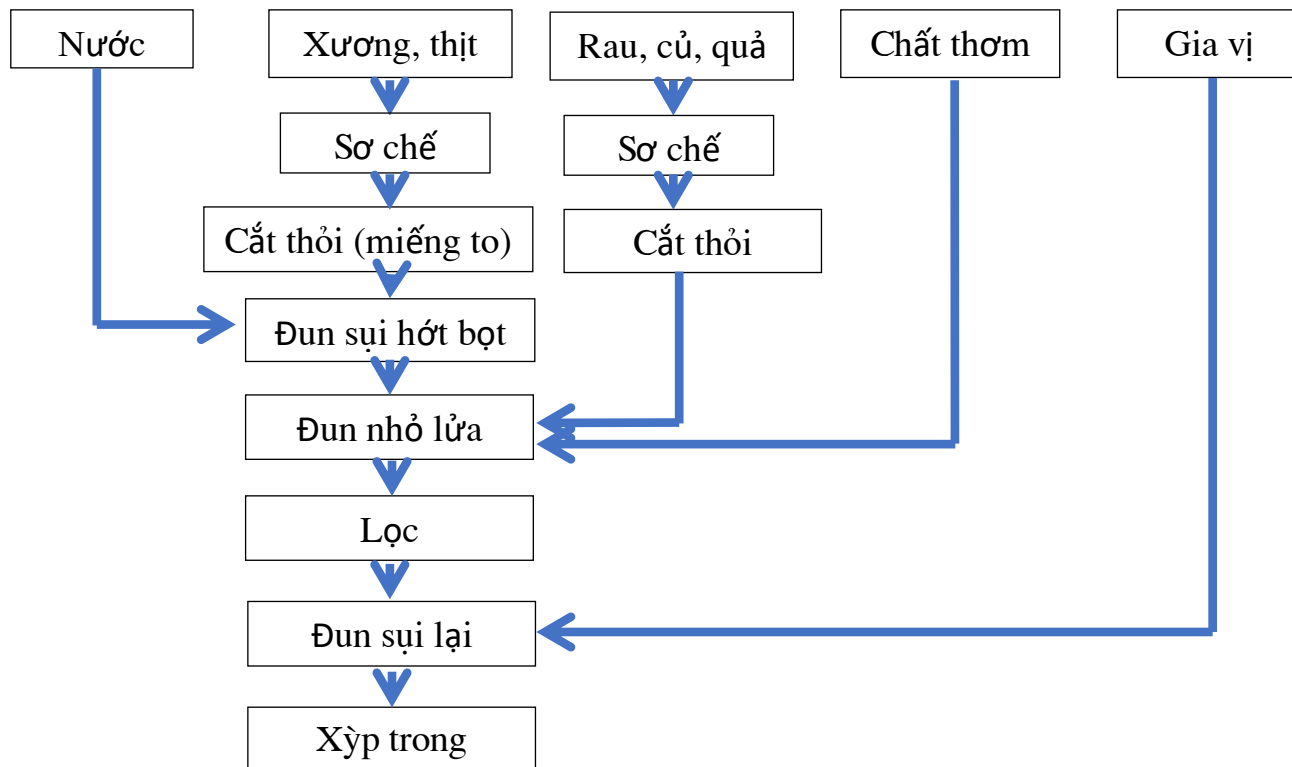 Nước
Xương, thịt
Rau, củ, quả
Chất thơm
Gia vị
Sơ chế
Sơ chế
Cắt thỏi (miếng to)
Cắt thỏi
Đun sụi hớt bọt
Đun nhỏ lửa
Lọc
Đun sụi lại
Xỳp trong